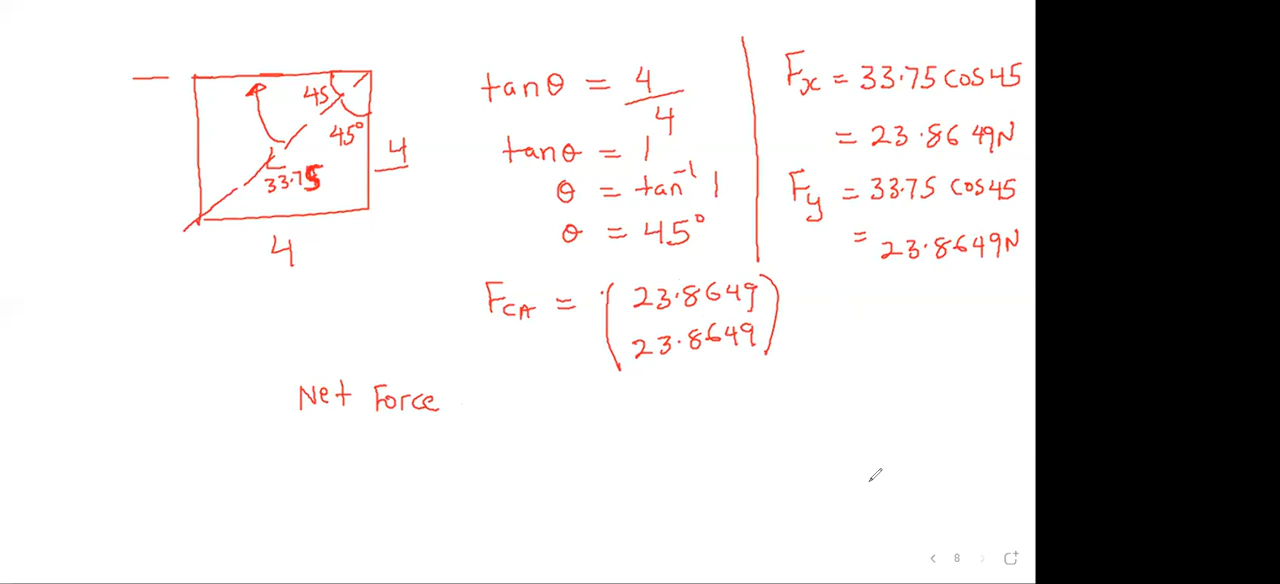 45
45°
33.75
4
4
tanθ = 4/4
tanθ = 1
θ = tan⁻¹ 1
θ = 45°
Fx = 33.75 cos45
= 23.8649N
Fy = 33.75 cos45
= 23.8649N
FCA = (23.8649
23.8649)
Net Force
8